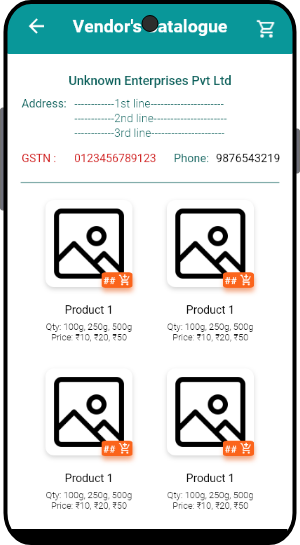 Vendor's Catalogue
Unknown Enterprises Pvt Ltd
Address: ------------1st line----------------------
------------2nd line----------------------
------------3rd line----------------------
GSTN : 0123456789123 Phone: 9876543219
## ##
Product 1 Product 1
Qty: 100g, 250g, 500g Qty: 100g, 250g, 500g
Price: ₹10, ₹20, ₹50 Price: ₹10, ₹20, ₹50
## ##
Product 1 Product 1
Qty: 100g, 250g, 500g Qty: 100g, 250g, 500g
Price: ₹10, ₹20, ₹50 Price: ₹10, ₹20, ₹50